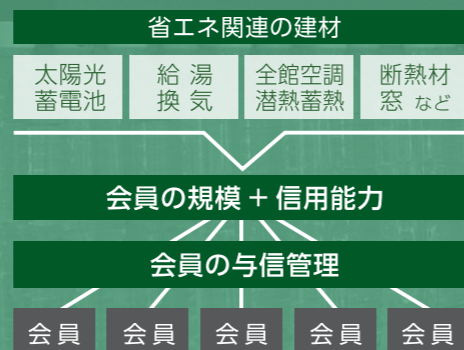 省エネ関連の建材
太陽光 給湯 全館空調 断熱材
蓄電池 換気 潜熱蓄熱 窓 など
会員の規模 + 信用能力
会員の与信管理
会員 会員 会員 会員 会員